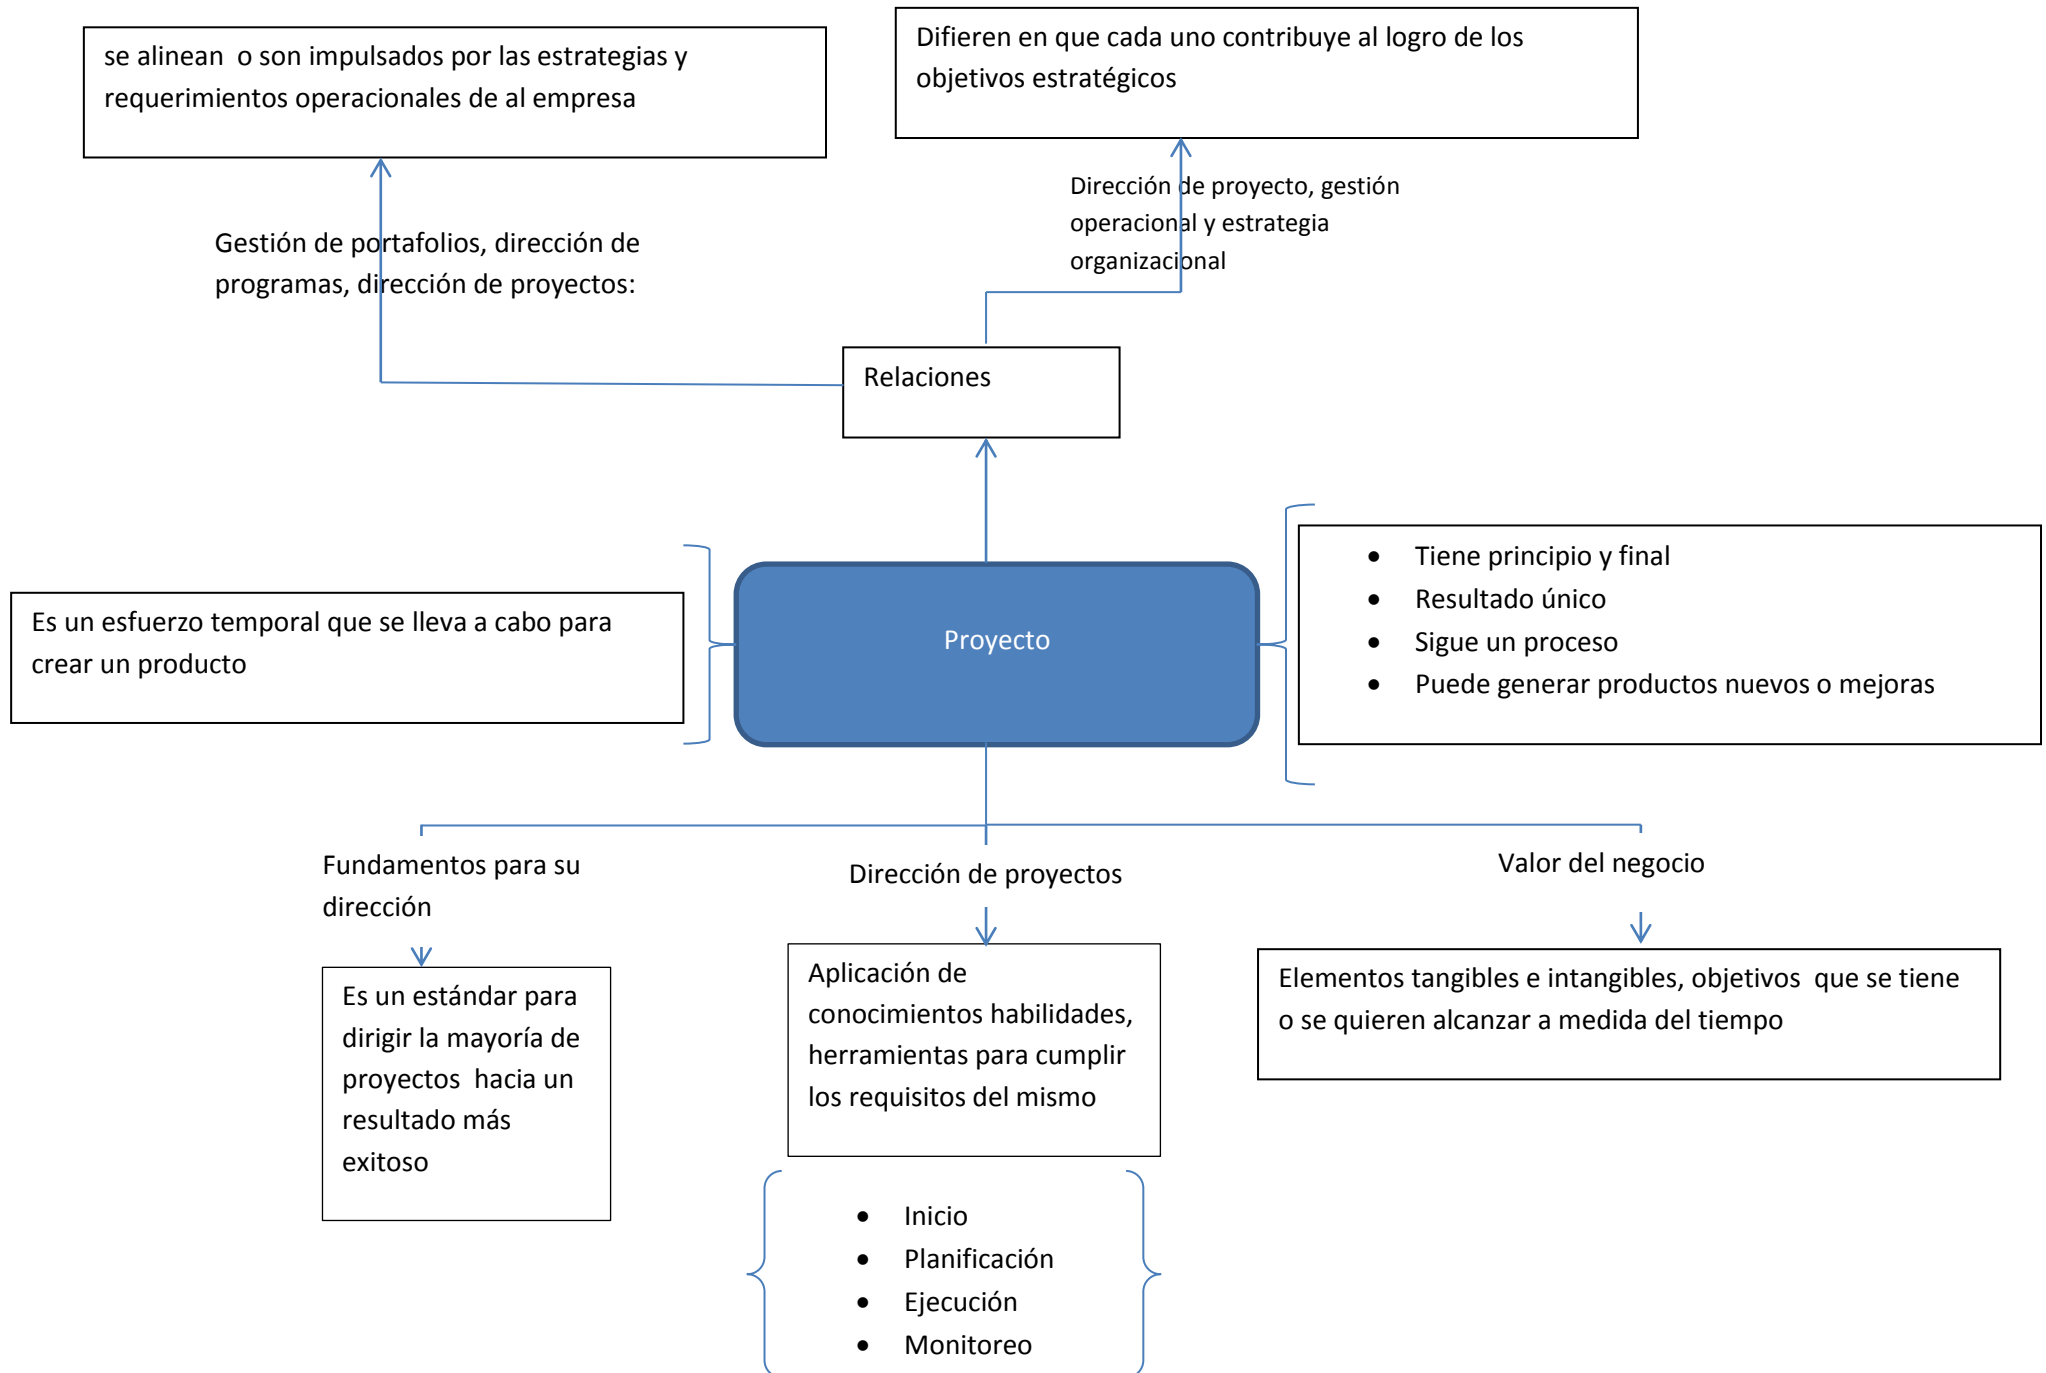 se alinean  o son impulsados por las estrategias y
requerimientos operacionales de al empresa
Difieren en que cada uno contribuye al logro de los
objetivos estratégicos
Gestión de portafolios, dirección de
programas, dirección de proyectos:
Dirección de proyecto, gestión
operacional y estrategia
organizacional
Relaciones
Es un esfuerzo temporal que se lleva a cabo para
crear un producto
Proyecto
• Tiene principio y final
• Resultado único
• Sigue un proceso
• Puede generar productos nuevos o mejoras
Fundamentos para su
dirección
Es un estándar para
dirigir la mayoría de
proyectos  hacia un
resultado más
exitoso
Dirección de proyectos
Aplicación de
conocimientos habilidades,
herramientas para cumplir
los requisitos del mismo
• Inicio
• Planificación
• Ejecución
• Monitoreo
Valor del negocio
Elementos tangibles e intangibles, objetivos  que se tiene
o se quieren alcanzar a medida del tiempo